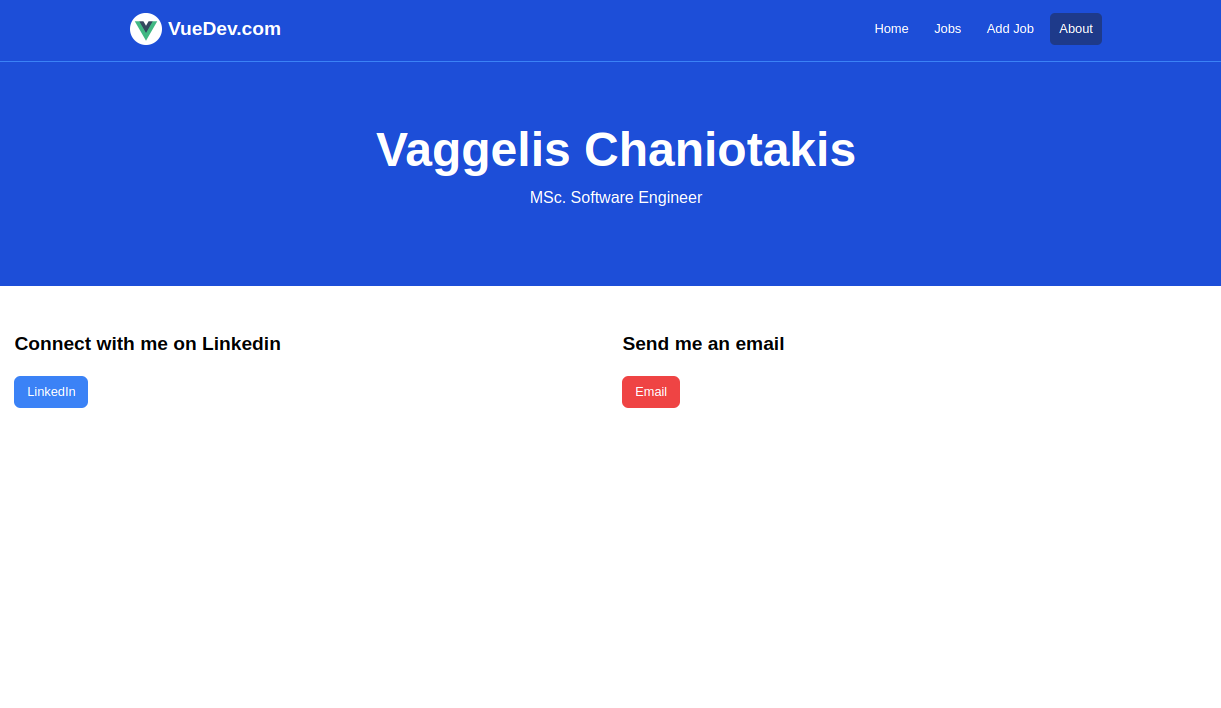 VueDev.com
Home Jobs Add Job About
Vaggelis Chaniotakis
MSc. Software Engineer
Connect with me on Linkedin
LinkedIn
Send me an email
Email